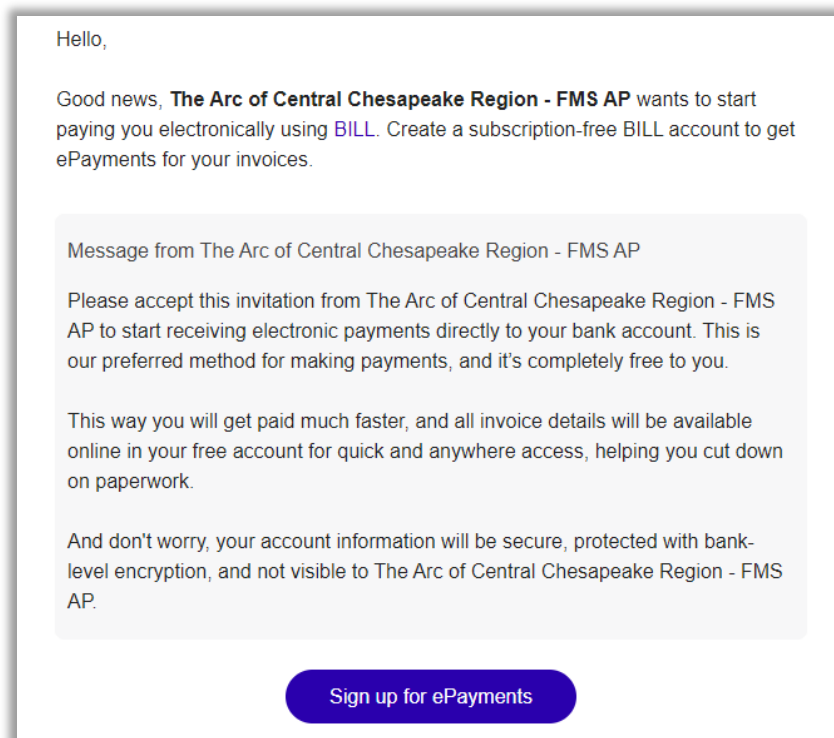 Hello,
Good news, The Arc of Central Chesapeake Region - FMS AP wants to start
paying you electronically using BILL. Create a subscription-free BILL account to get
ePayments for your invoices.
Message from The Arc of Central Chesapeake Region - FMS AP
Please accept this invitation from The Arc of Central Chesapeake Region - FMS
AP to start receiving electronic payments directly to your bank account. This is
our preferred method for making payments, and it’s completely free to you.
This way you will get paid much faster, and all invoice details will be available
online in your free account for quick and anywhere access, helping you cut down
on paperwork.
And don't worry, your account information will be secure, protected with bank-
level encryption, and not visible to The Arc of Central Chesapeake Region - FMS
AP.
Sign up for ePayments